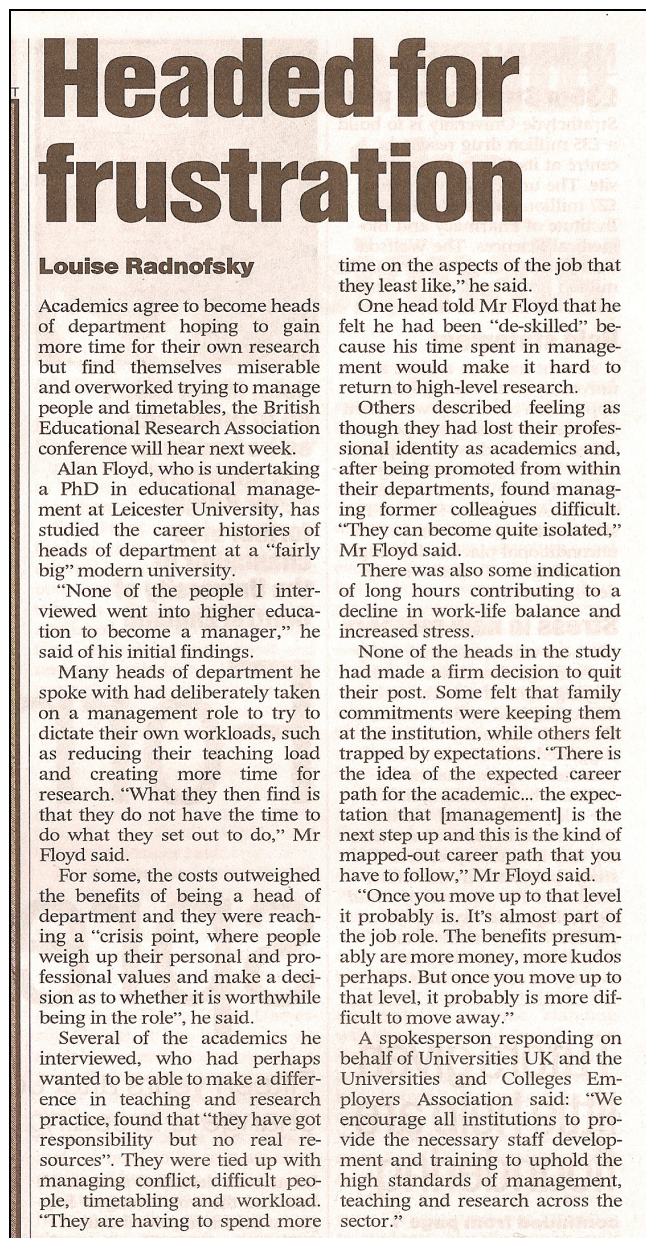 Headed for
frustration
Louise Radnofsky
Academics agree to become heads
of department hoping to gain
more time for their own research
but find themselves miserable
and overworked trying to manage
people and timetables, the British
Educational Research Association
conference will hear next week.
Alan Floyd, who is undertaking
a PhD in educational manage-
ment at Leicester University, has
studied the career histories of
heads of department at a “fairly
big” modern university.
“None of the people I inter-
viewed went into higher educa-
tion to become a manager,” he
said of his initial findings.
Many heads of department he
spoke with had deliberately taken
on a management role to try to
dictate their own workloads, such
as reducing their teaching load
and creating more time for
research. “What they then find is
that they do not have the time to
do what they set out to do,” Mr
Floyd said.
For some, the costs outweighed
the benefits of being a head of
department and they were reach-
ing a “crisis point, where people
weigh up their personal and pro-
fessional values and make a deci-
sion as to whether it is worthwhile
being in the role”, he said.
Several of the academics he
interviewed, who had perhaps
wanted to be able to make a differ-
ence in teaching and research
practice, found that “they have got
responsibility but no real re-
sources”. They were tied up with
managing conflict, difficult peo-
ple, timetabling and workload.
“They are having to spend more
time on the aspects of the job that
they least like,” he said.
One head told Mr Floyd that he
felt he had been “de-skilled” be-
cause his time spent in manage-
ment would make it hard to
return to high-level research.
Others described feeling as
though they had lost their profes-
sional identity as academics and,
after being promoted from within
their departments, found manag-
ing former colleagues difficult.
“They can become quite isolated,”
Mr Floyd said.
There was also some indication
of long hours contributing to a
decline in work-life balance and
increased stress.
None of the heads in the study
had made a firm decision to quit
their post. Some felt that family
commitments were keeping them
at the institution, while others felt
trapped by expectations. “There is
the idea of the expected career
path for the academic... the expec-
tation that [management] is the
next step up and this is the kind of
mapped-out career path that you
have to follow,” Mr Floyd said.
“Once you move up to that level
it probably is. It’s almost part of
the job role. The benefits presum-
ably are more money, more kudos
perhaps. But once you move up to
that level, it probably is more dif-
ficult to move away.”
A spokesperson responding on
behalf of Universities UK and the
Universities and Colleges Em-
ployers Association said: “We
encourage all institutions to pro-
vide the necessary staff develop-
ment and training to uphold the
high standards of management,
teaching and research across the
sector.”